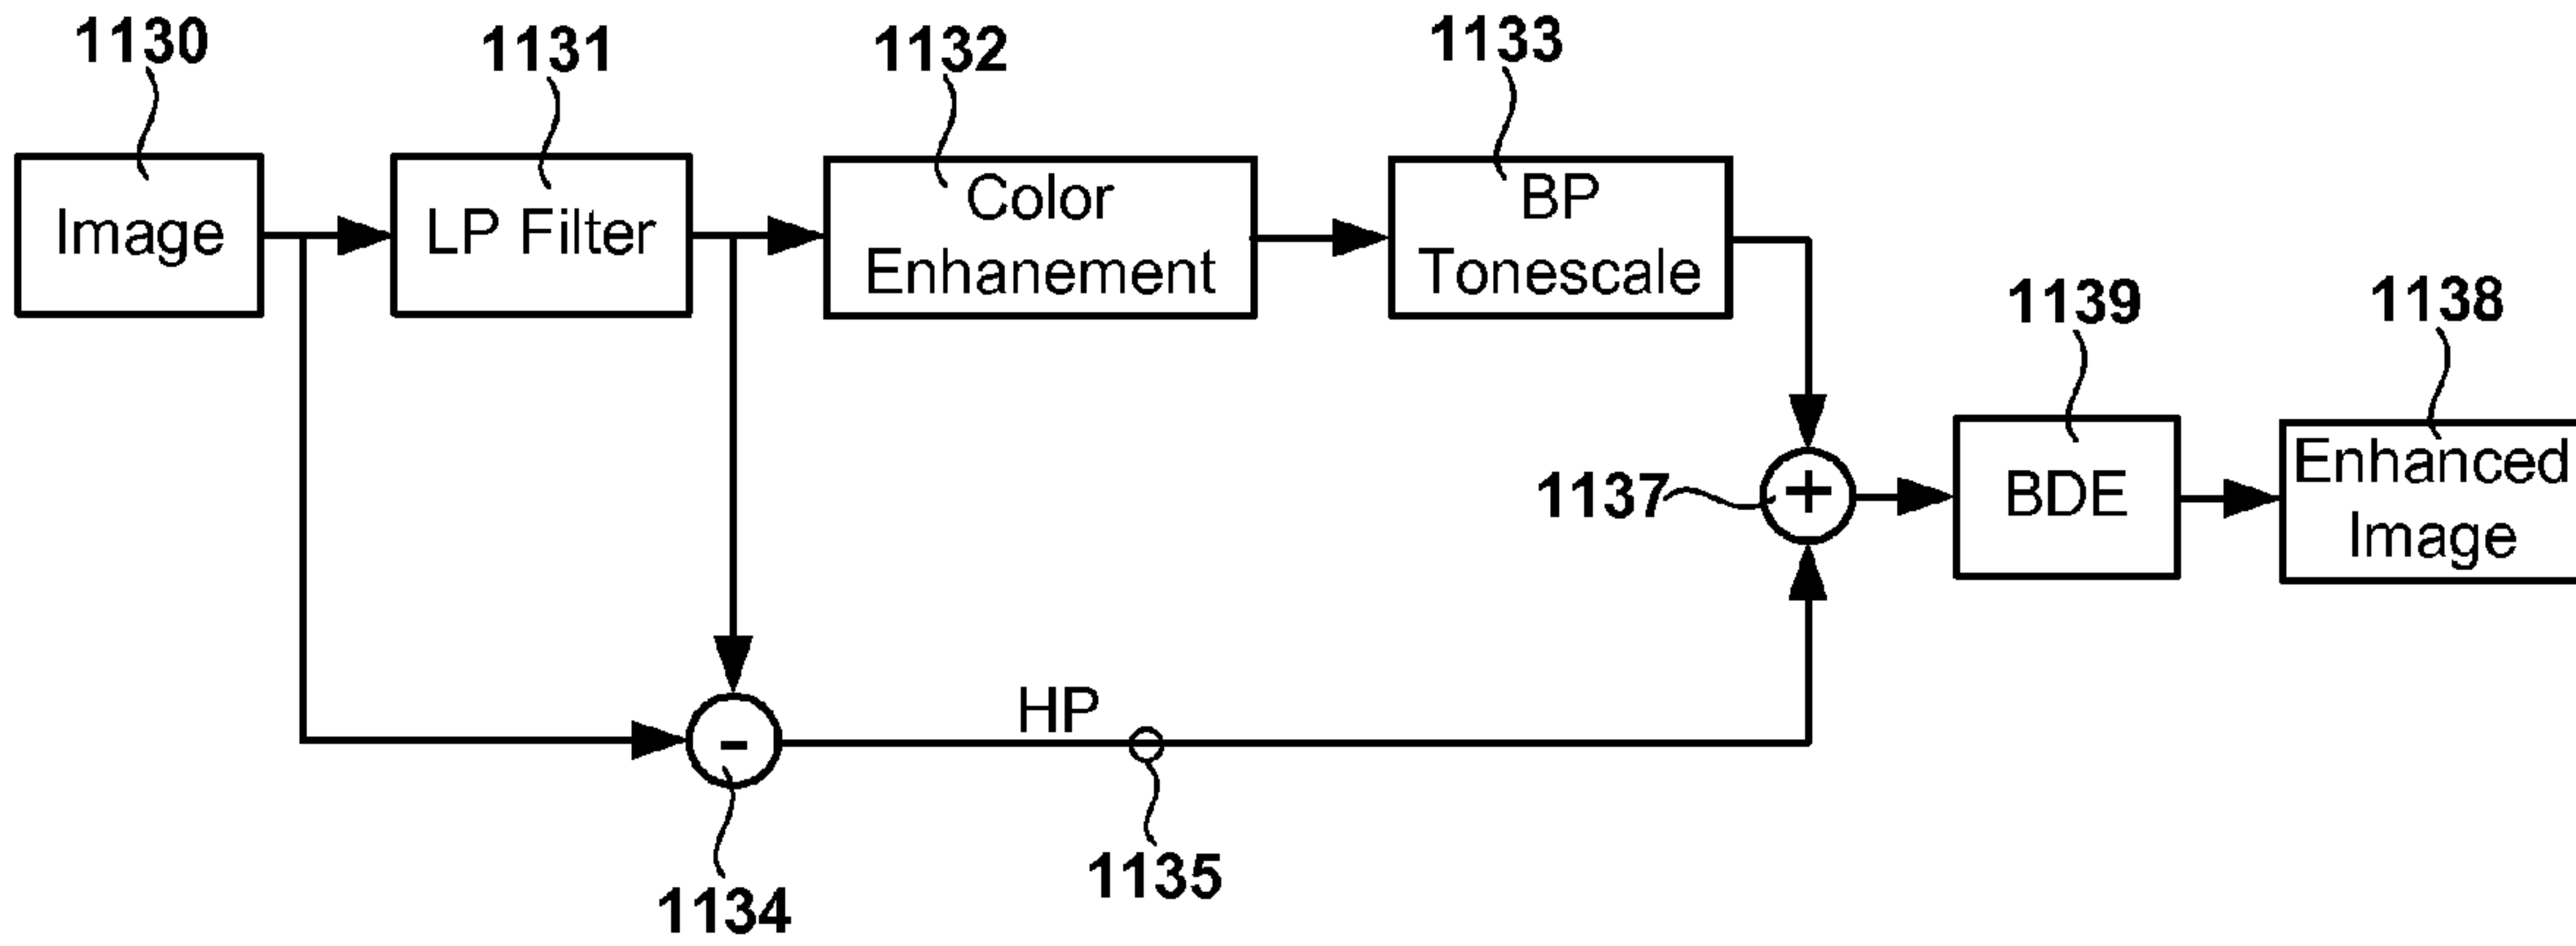 1130
1131
1132
1133
Image
LP Filter
Color
Enhanement
BP
Tonescale
1139
1138
1137
+
BDE
Enhanced
Image
HP
-
1135
1134